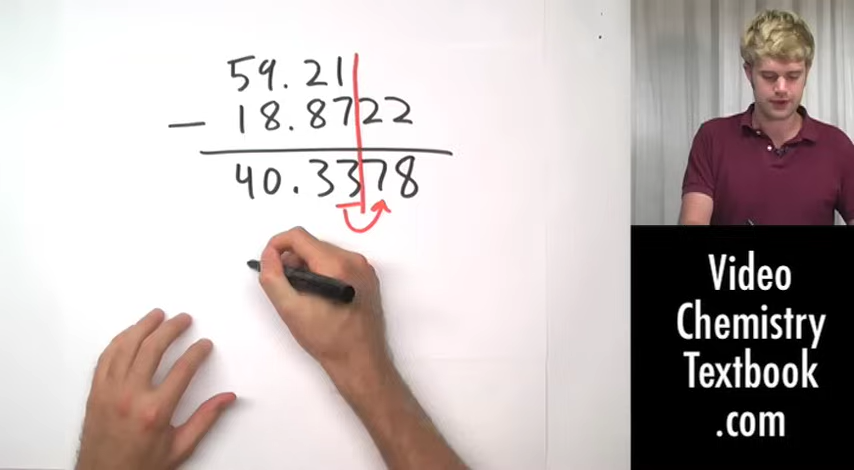 59.21
- 18.8722
40.3378
Video
Chemistry
Textbook
.com